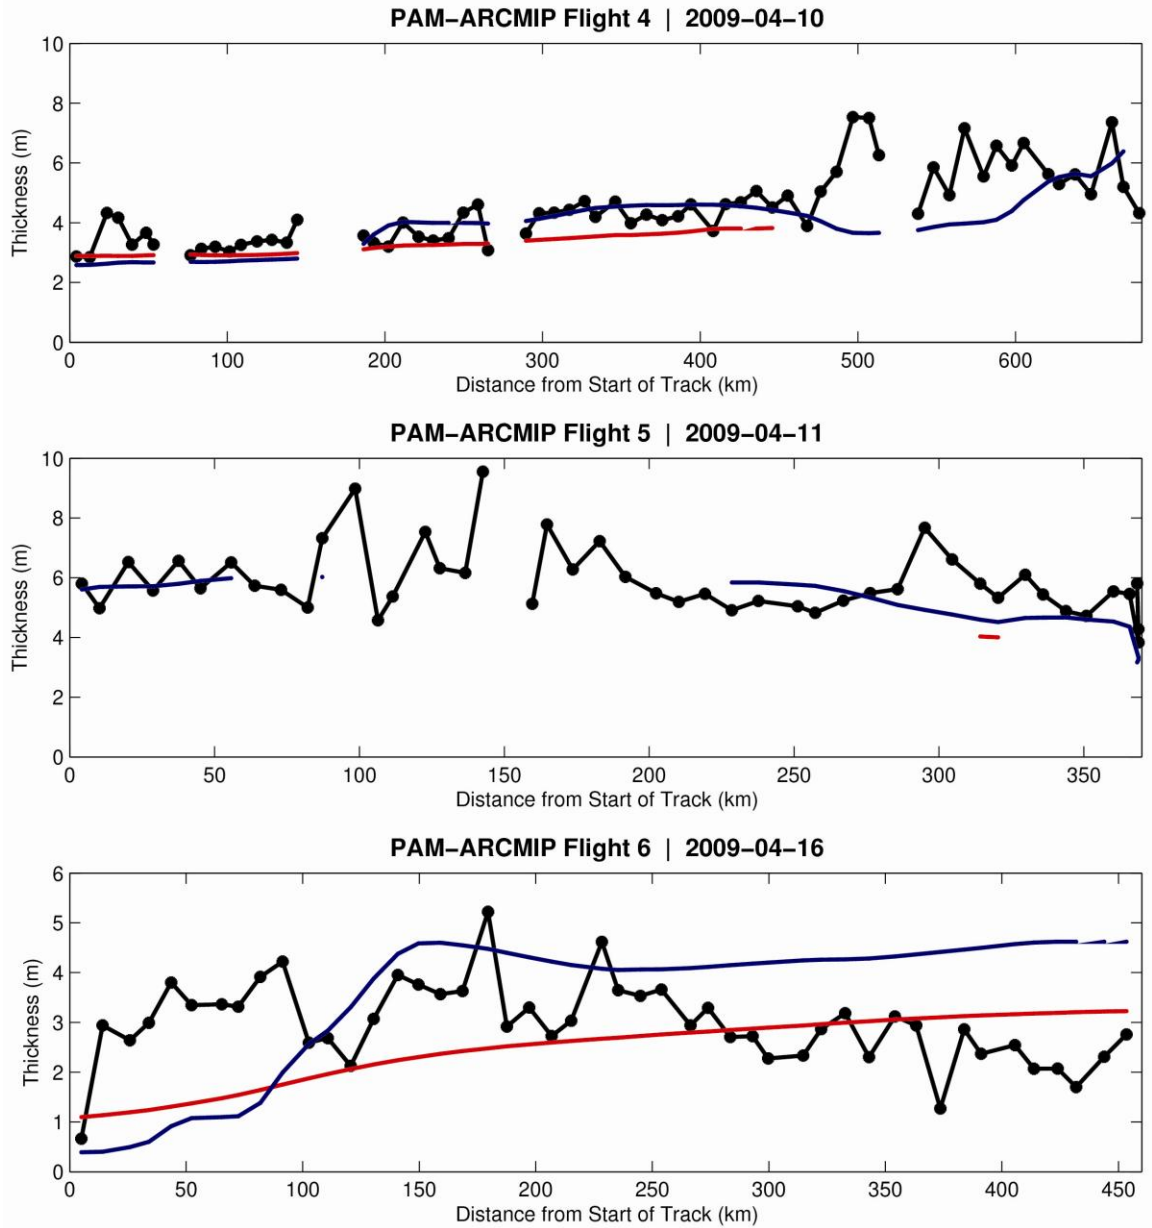 PAM−ARCMIP Flight 4 | 2009−04−10
10
8
6
4
2
0
Thickness (m)
0 100 200 300 400 500 600
Distance from Start of Track (km)
PAM−ARCMIP Flight 5 | 2009−04−11
10
8
6
4
2
0
Thickness (m)
0 50 100 150 200 250 300 350
Distance from Start of Track (km)
PAM−ARCMIP Flight 6 | 2009−04−16
6
5
4
3
2
1
0
Thickness (m)
0 50 100 150 200 250 300 350 400 450
Distance from Start of Track (km)